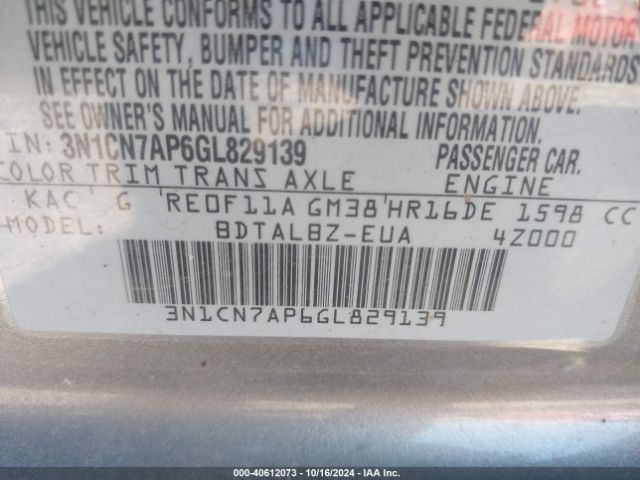 THIS VEHICLE CONFORMS TO ALL APPLICABLE FEDERAL MOTOR
VEHICLE SAFETY, BUMPER AND THEFT PREVENTION STANDARDS
IN EFFECT ON THE DATE OF MANUFACTURE SHOWN ABOVE.
SEE OWNER'S MANUAL FOR ADDITIONAL INFORMATION.
IN: 3N1CN7AP6GL829139 PASSENGER CAR.
COLOR TRIM TRANS AXLE ENGINE
KAC G RE0F11A GM38 HR16DE 1598 CC
MODEL: BDTALBZ-EUA 4Z000
3N1CN7AP6GL829139
000-40612073 | 10/16/2024 | IAA Inc.